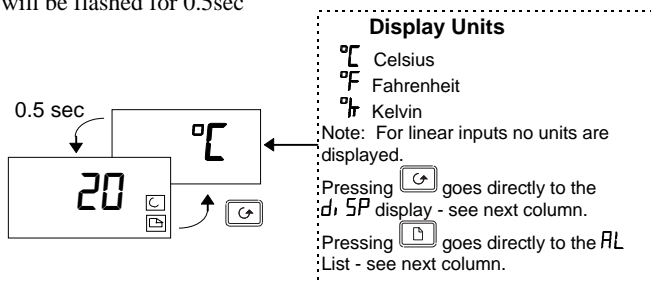 will be flashed for 0.5sec
Display Units
°C Celsius
°F Fahrenheit
°k Kelvin
Note: For linear inputs no units are
displayed.
Pressing goes directly to the
di SP display - see next column.
Pressing goes directly to the AL
List - see next column.
0.5 sec
°C
20